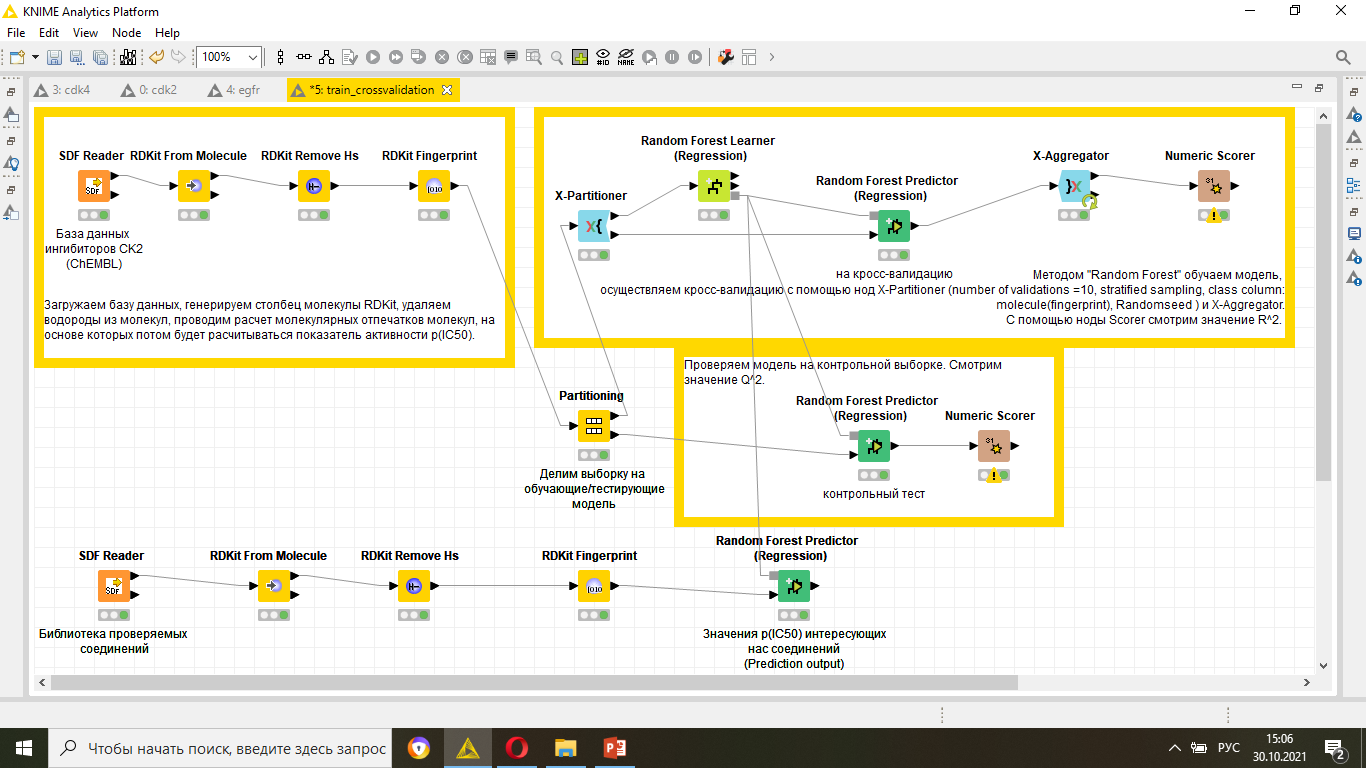 KNIME Analytics Platform
File Edit View Node Help
100%
#ID
NAME
3: cdk4
0: cdk2
4: egfr
*5: train_crossvalidation
SDF Reader
RDKit From Molecule
RDKit Remove Hs
RDKit Fingerprint
SDF
H-
[010
База данных
ингибиторов CK2
(ChEMBL)
Загружаем базу данных, генерируем столбец молекулы RDKit, удаляем
водороды из молекул, проводим расчет молекулярных отпечатков молекул, на
основе которых потом будет расчитываться показатель активности p(IC50).
Random Forest Learner
(Regression)
X-Partitioner
Random Forest Predictor
(Regression)
X-Aggregator
Numeric Scorer
X{
}X
31
на кросс-валидацию
Методом "Random Forest" обучаем модель,
осуществляем кросс-валидацию с помощью нод X-Partitioner (number of validations =10, stratified sampling, class column:
molecule(fingerprint), Randomseed ) и X-Aggregator.
С помощью ноды Scorer смотрим значение R^2.
Проверяем модель на контрольной выборке. Смотрим
значение Q^2.
Partitioning
Random Forest Predictor
(Regression)
Numeric Scorer
31
Делим выборку на
обучающие/тестирующие
модель
контрольный тест
SDF Reader
RDKit From Molecule
RDKit Remove Hs
RDKit Fingerprint
Random Forest Predictor
(Regression)
SDF
H-
[010
Библиотека проверяемых
соединений
Значения p(IC50) интересующих
нас соединений
(Prediction output)
Чтобы начать поиск, введите здесь запрос
РУС
15:06
30.10.2021
2